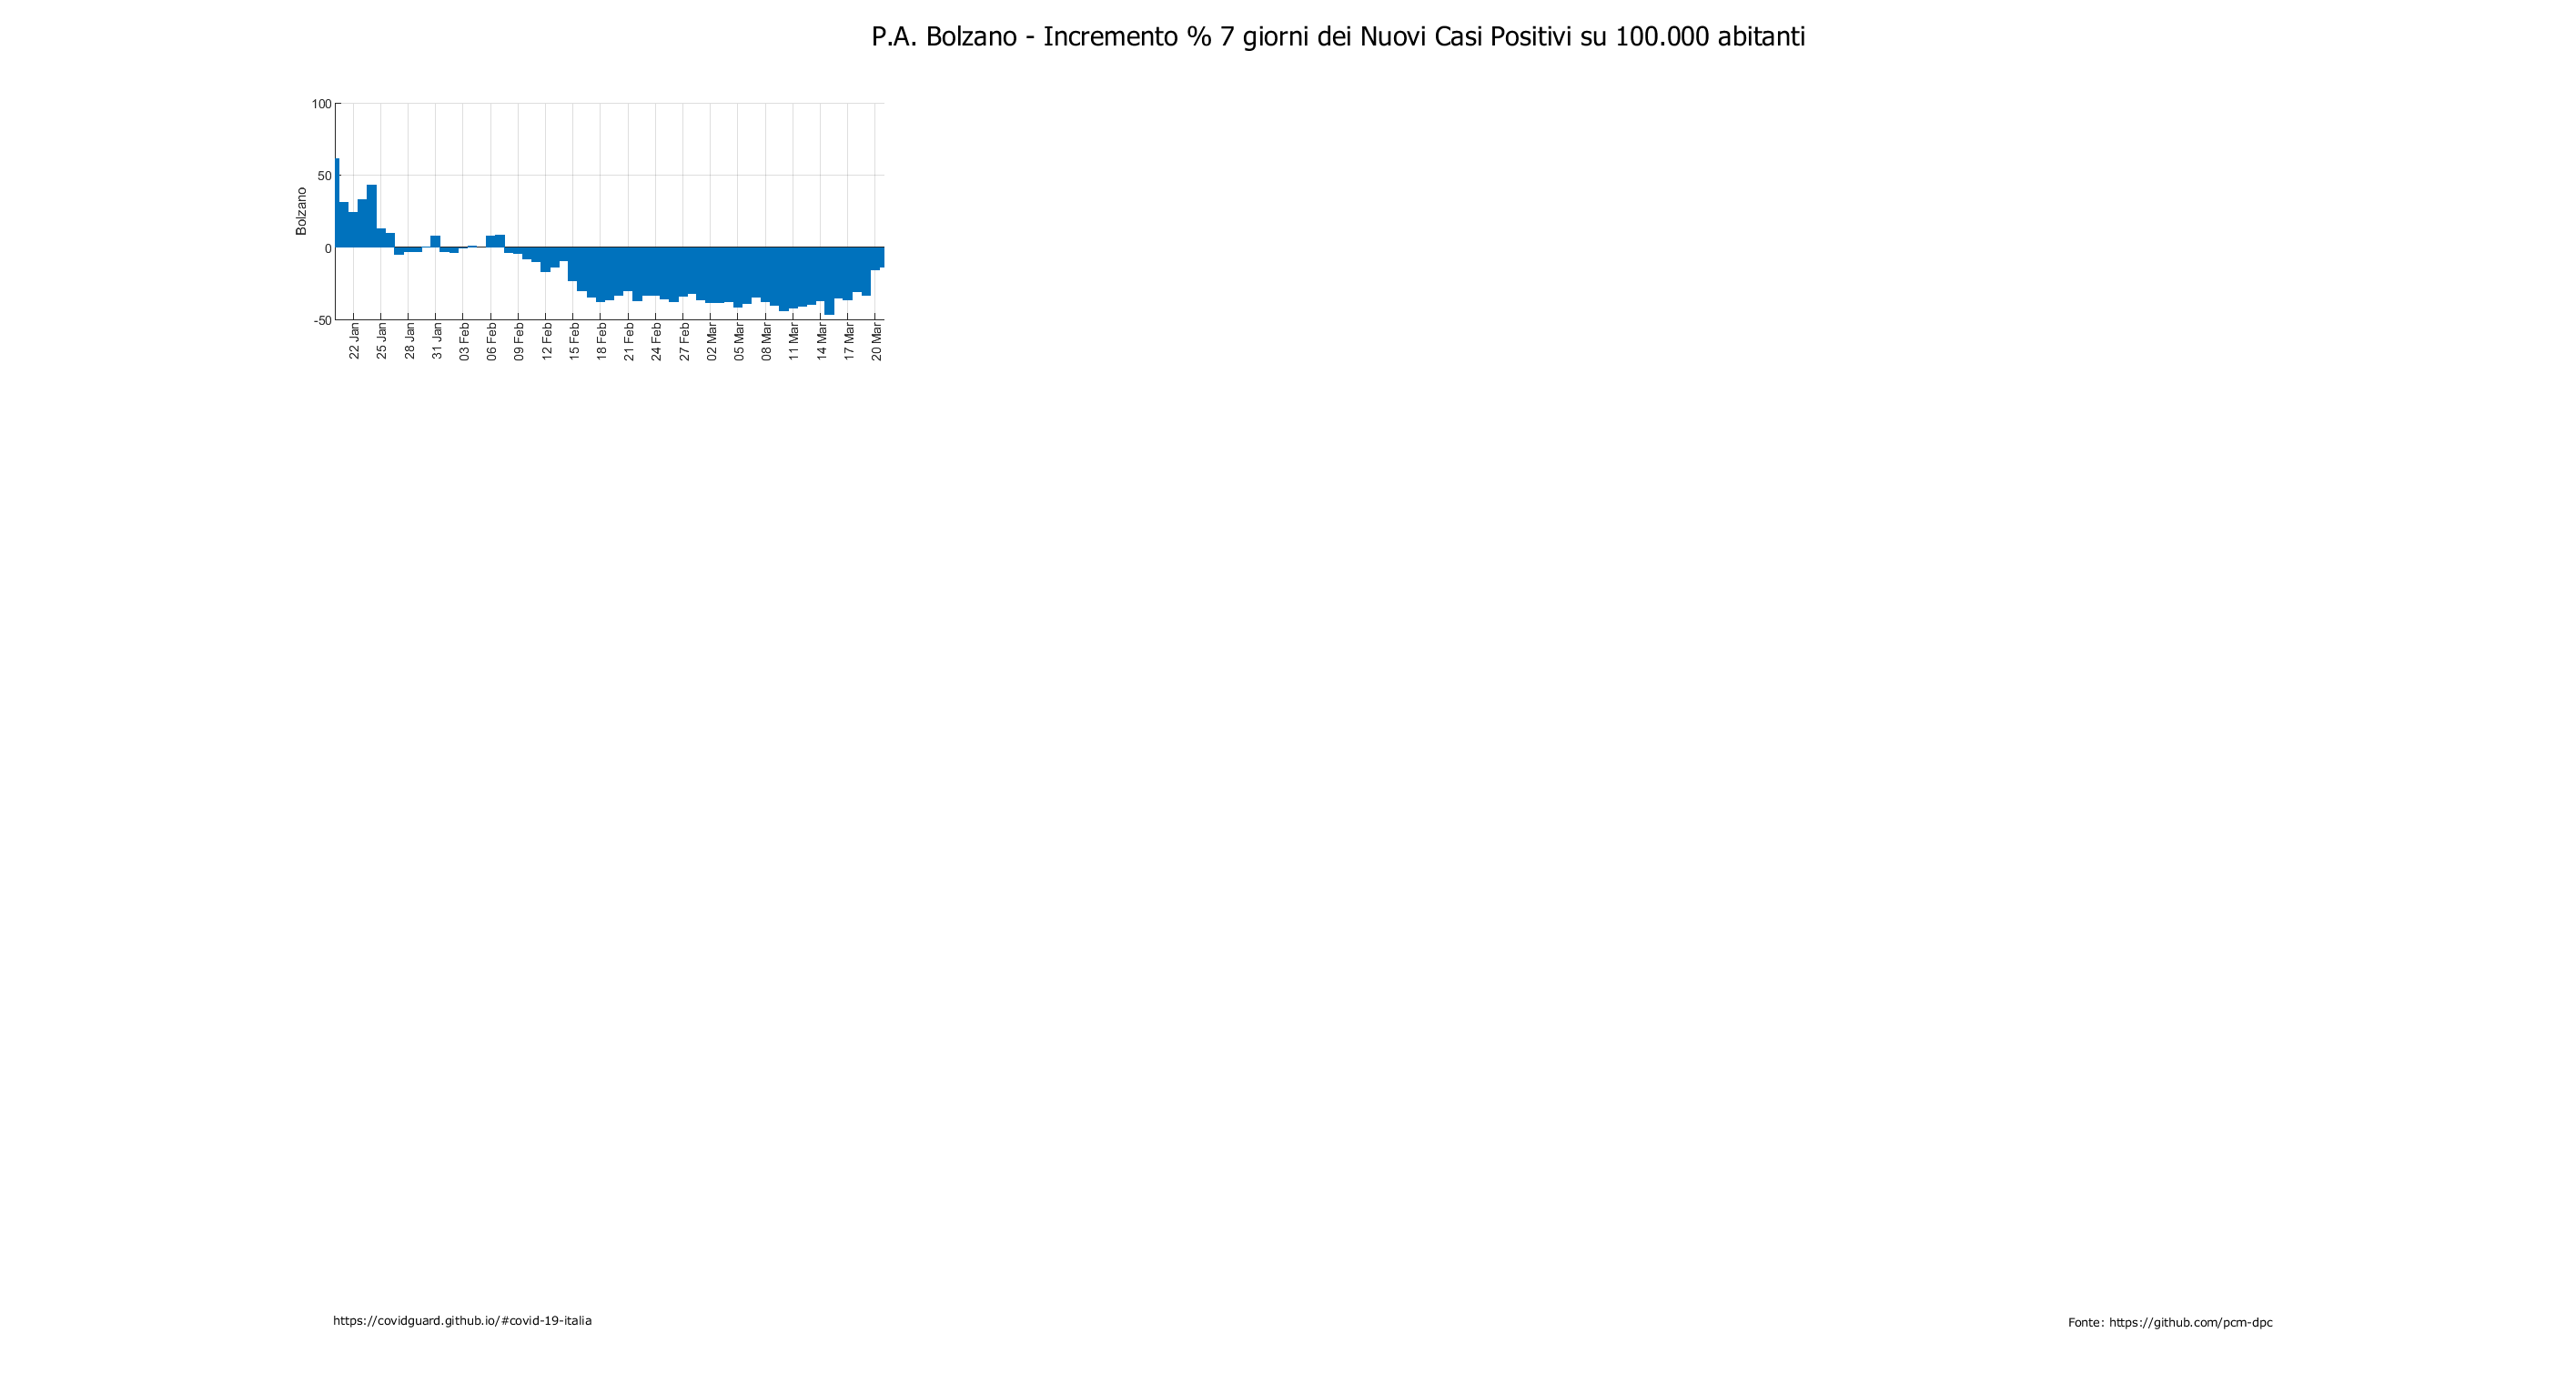 P.A. Bolzano - Incremento % 7 giorni dei Nuovi Casi Positivi su 100.000 abitanti
100
50
0
-50
Bolzano
22 Jan
25 Jan
28 Jan
31 Jan
03 Feb
06 Feb
09 Feb
12 Feb
15 Feb
18 Feb
21 Feb
24 Feb
27 Feb
02 Mar
05 Mar
08 Mar
11 Mar
14 Mar
17 Mar
20 Mar
https://covidguard.github.io/#covid-19-italia
Fonte: https://github.com/pcm-dpc